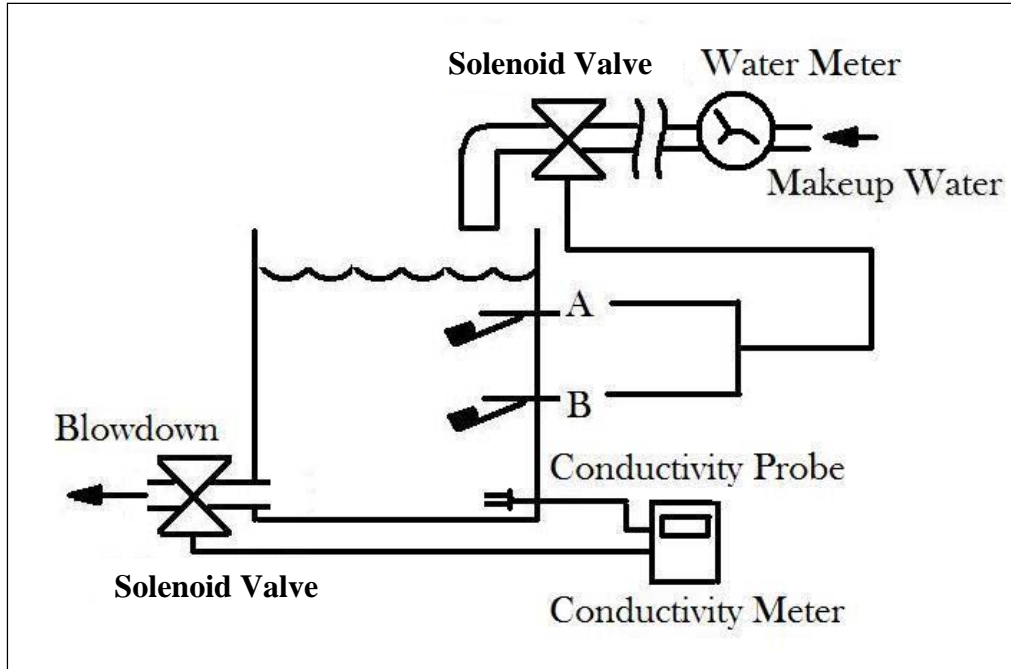 Solenoid Valve
Water Meter
Makeup Water
A
B
Blowdown
Conductivity Probe
Solenoid Valve
Conductivity Meter